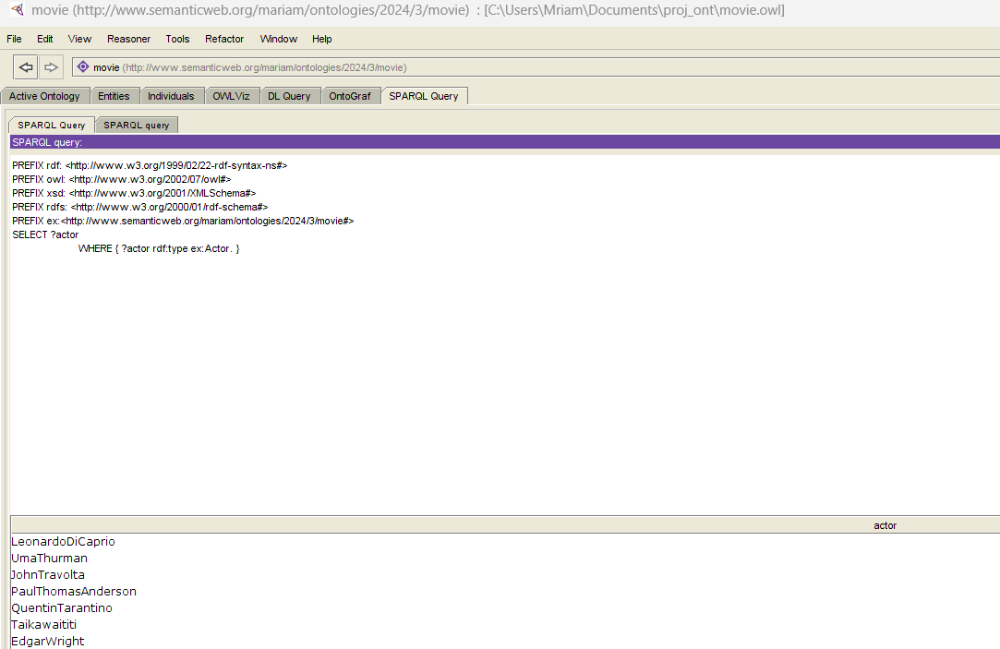 movie (http://www.semanticweb.org/mariam/ontologies/2024/3/movie) : [C:\Users\Mriam\Documents\proj_ont\movie.owl]
File Edit View Reasoner Tools Refactor Window Help
movie (http://www.semanticweb.org/mariam/ontologies/2024/3/movie)
Active Ontology Entities Individuals OWLViz DL Query OntoGraf SPARQL Query
SPARQL Query SPARQL query
SPARQL query:
PREFIX rdf: <http://www.w3.org/1999/02/22-rdf-syntax-ns#>
PREFIX owl: <http://www.w3.org/2002/07/owl#>
PREFIX xsd: <http://www.w3.org/2001/XMLSchema#>
PREFIX rdfs: <http://www.w3.org/2000/01/rdf-schema#>
PREFIX ex:<http://www.semanticweb.org/mariam/ontologies/2024/3/movie#>
SELECT ?actor
WHERE { ?actor rdf:type ex:Actor. }
actor
LeonardoDiCaprio
UmaThurman
JohnTravolta
PaulThomasAnderson
QuentinTarantino
Taikawaititi
EdgarWright